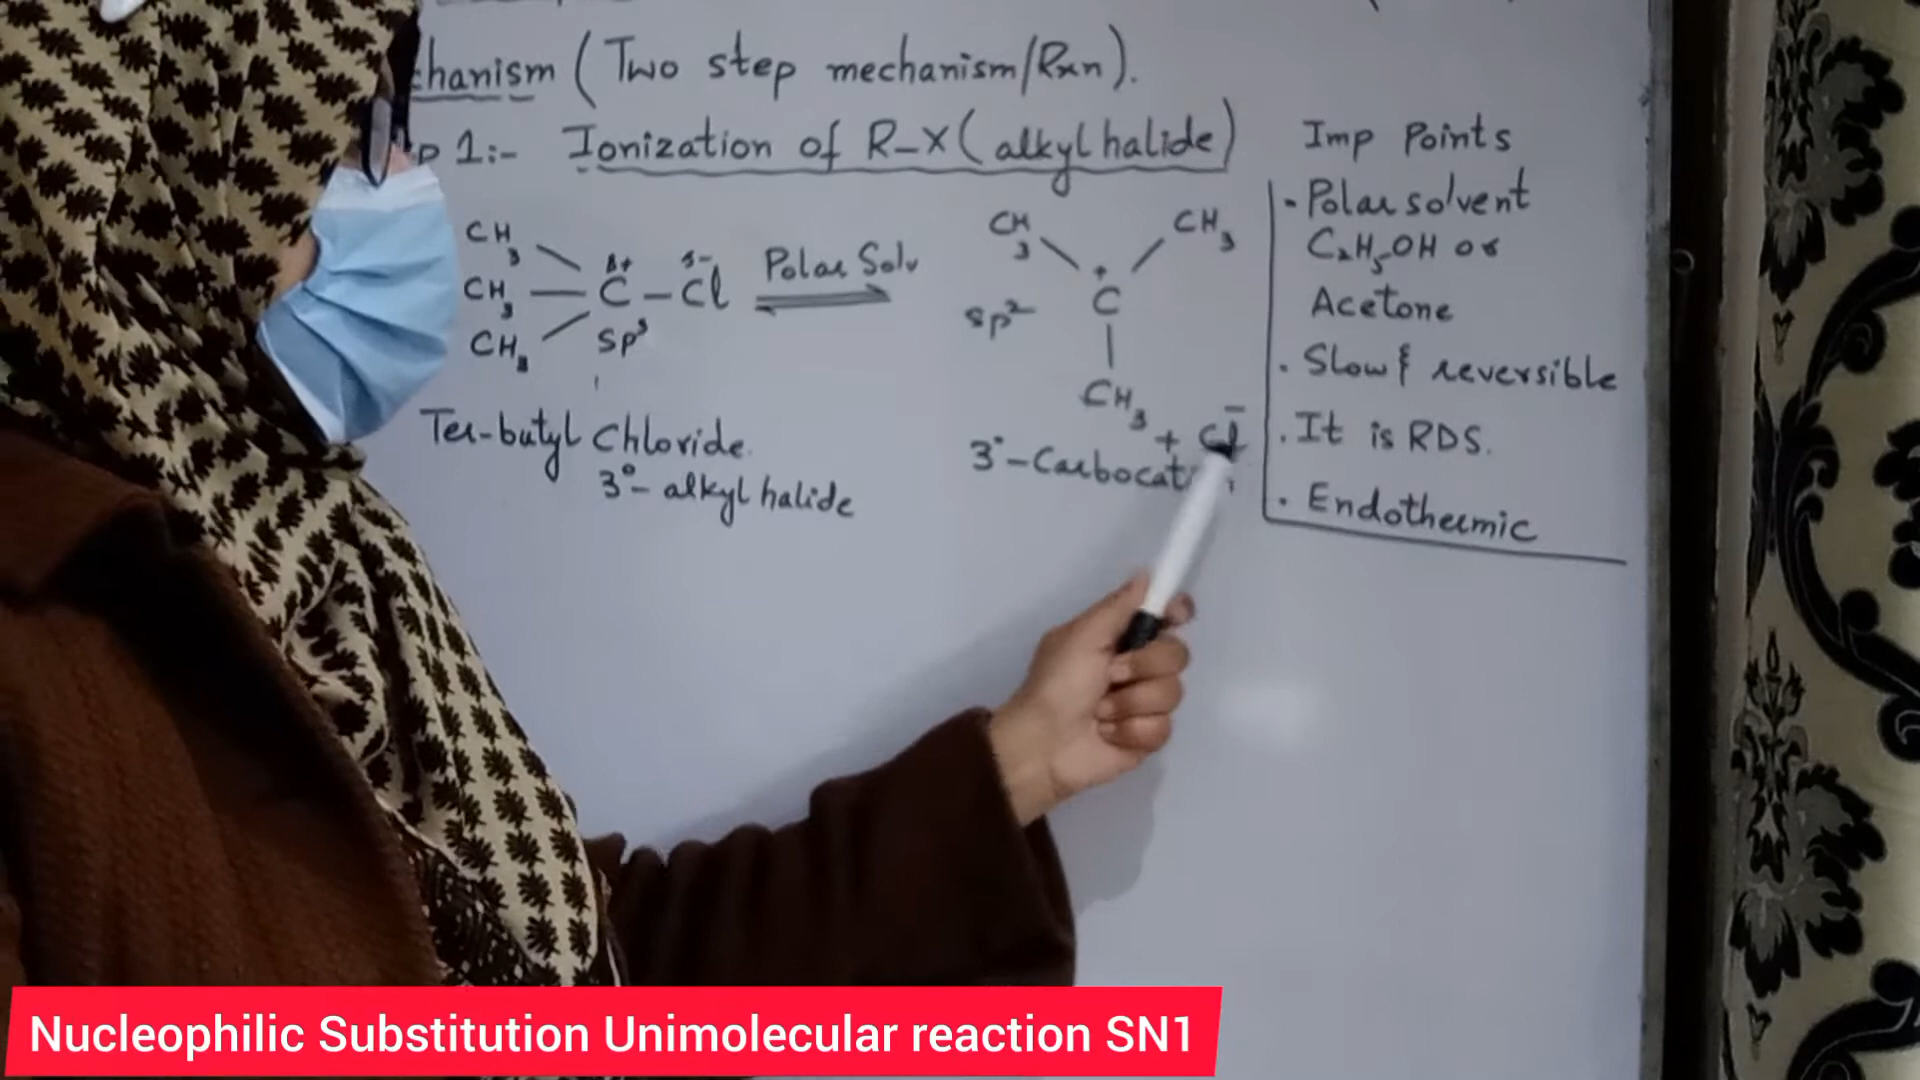 chanism (Two step mechanism/Rxn).
p 1:- Ionization of R-X (alkyl halide)
CH3
CH3
CH3
δ+ δ-
C - Cl
Sp3
Polar Solv
Ter-butyl Chloride.
3°- alkyl halide
CH3
CH3
+
C
Sp2
CH3
+ Cl-
3°-Carbocat
Imp Points
- Polar solvent
C2H5OH or
Acetone
. Slow & reversible
. It is RDS.
. Endothermic
Nucleophilic Substitution Unimolecular reaction SN1